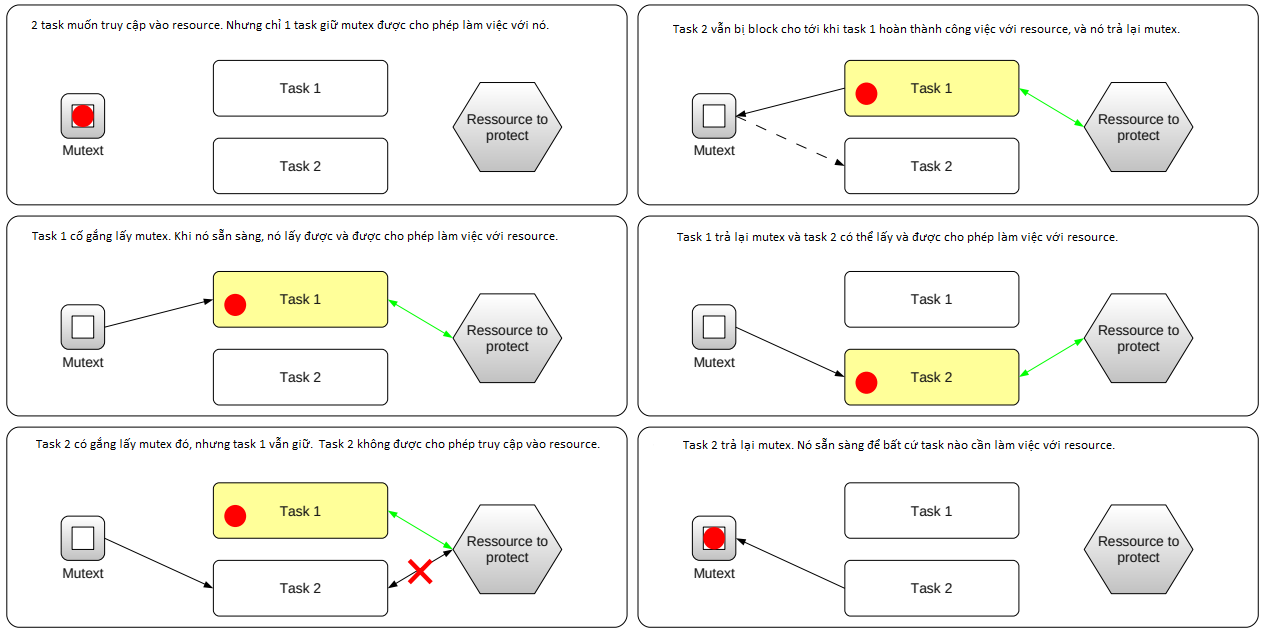 2 task muốn truy cập vào resource. Nhưng chỉ 1 task giữ mutex được cho phép làm việc với nó.
Task 1
Mutext
Task 2
Ressource to
protect
Task 1 cố gắng lấy mutex. Khi nó sẵn sàng, nó lấy được và được cho phép làm việc với resource.
Task 1
Mutext
Task 2
Ressource to
protect
Task 2 có gắng lấy mutex đó, nhưng task 1 vẫn giữ. Task 2 không được cho phép truy cập vào resource.
Task 1
Mutext
Task 2
Ressource to
protect
Task 2 vẫn bị block cho tới khi task 1 hoàn thành công việc với resource, và nó trả lại mutex.
Task 1
Mutext
Task 2
Ressource to
protect
Task 1 trả lại mutex và task 2 có thể lấy và được cho phép làm việc với resource.
Task 1
Mutext
Task 2
Ressource to
protect
Task 2 trả lại mutex. Nó sẵn sàng để bất cứ task nào cần làm việc với resource.
Task 1
Mutext
Task 2
Ressource to
protect